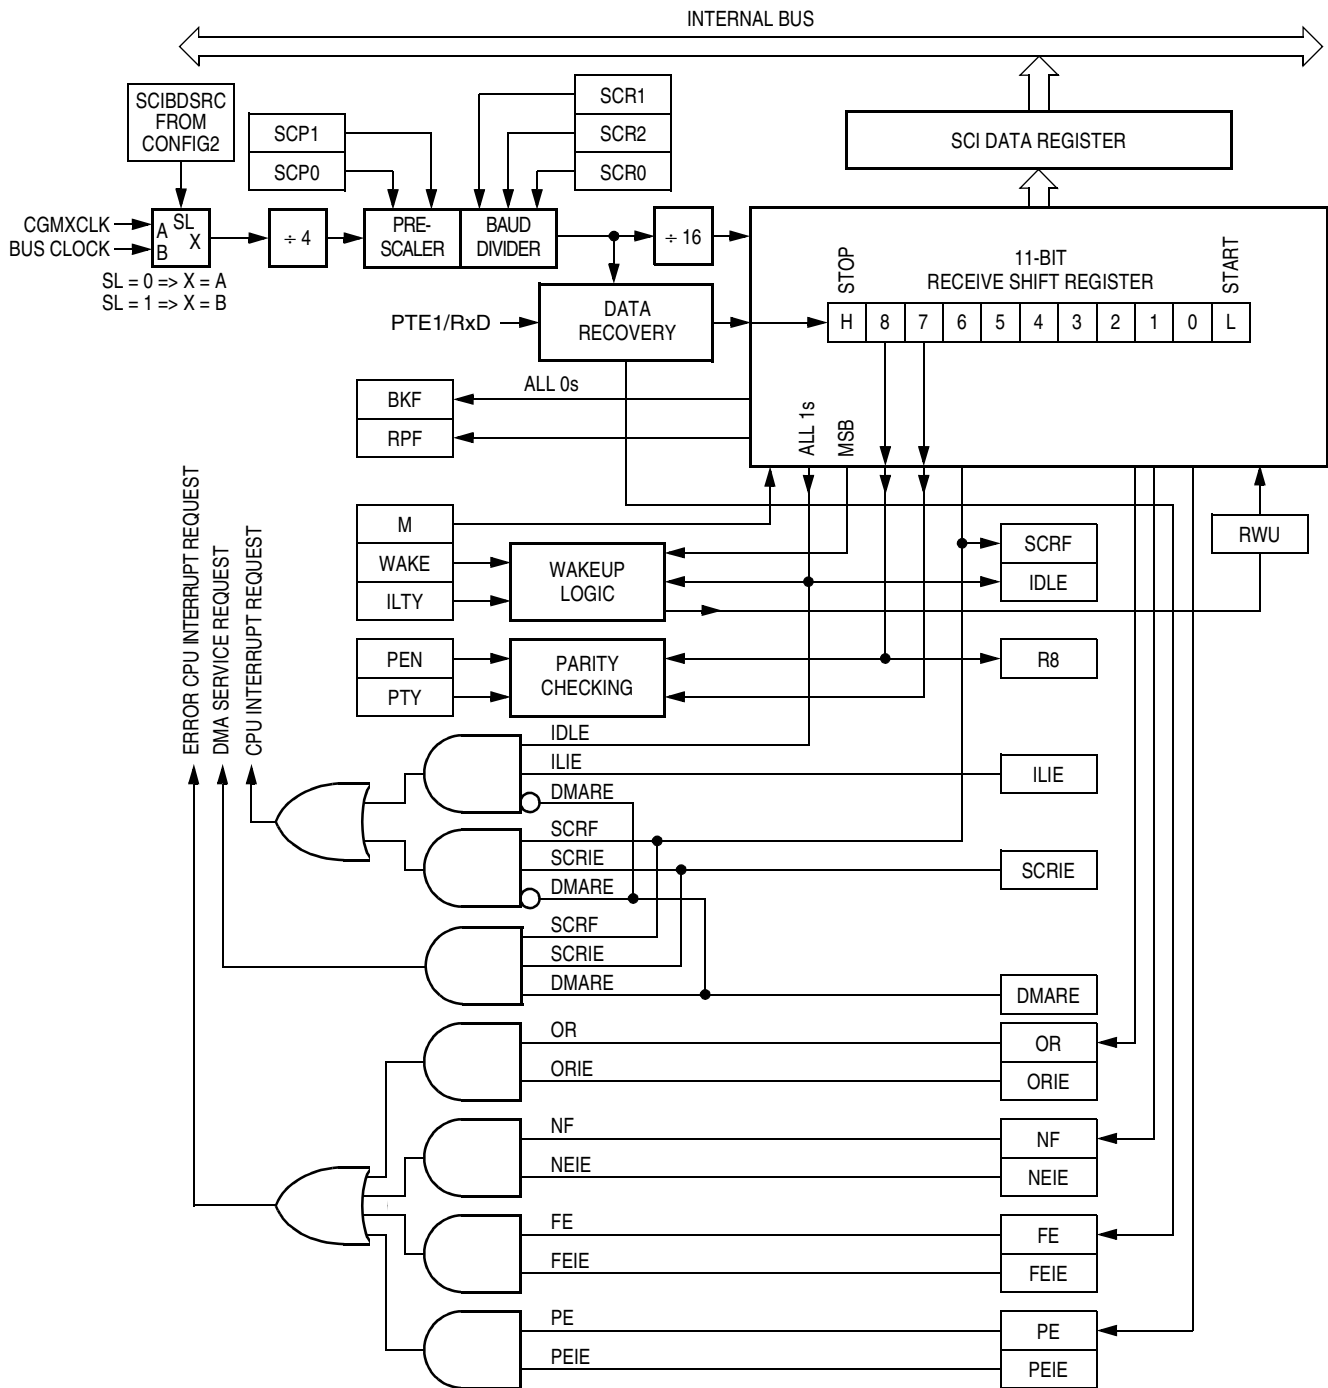 INTERNAL BUS
SCIBDSRC
FROM
CONFIG2
SCP1
SCP0
SCR1
SCR2
SCR0
SCI DATA REGISTER
CGMXCLK
BUS CLOCK
A
B
SL
X
SL = 0 => X = A
SL = 1 => X = B
÷ 4
PRE-
SCALER
BAUD
DIVIDER
÷ 16
STOP
11-BIT
RECEIVE SHIFT REGISTER
START
H 8 7 6 5 4 3 2 1 0 L
PTE1/RxD
DATA
RECOVERY
ALL 0s
BKF
RPF
ALL 1s
MSB
M
WAKE
ILTY
WAKEUP
LOGIC
SCRF
IDLE
RWU
PEN
PTY
PARITY
CHECKING
R8
ERROR CPU INTERRUPT REQUEST
DMA SERVICE REQUEST
CPU INTERRUPT REQUEST
IDLE
ILIE
DMARE
ILIE
SCRF
SCRIE
DMARE
SCRIE
SCRF
SCRIE
DMARE
DMARE
OR
ORIE
OR
ORIE
NF
NEIE
NF
NEIE
FE
FEIE
FE
FEIE
PE
PEIE
PE
PEIE